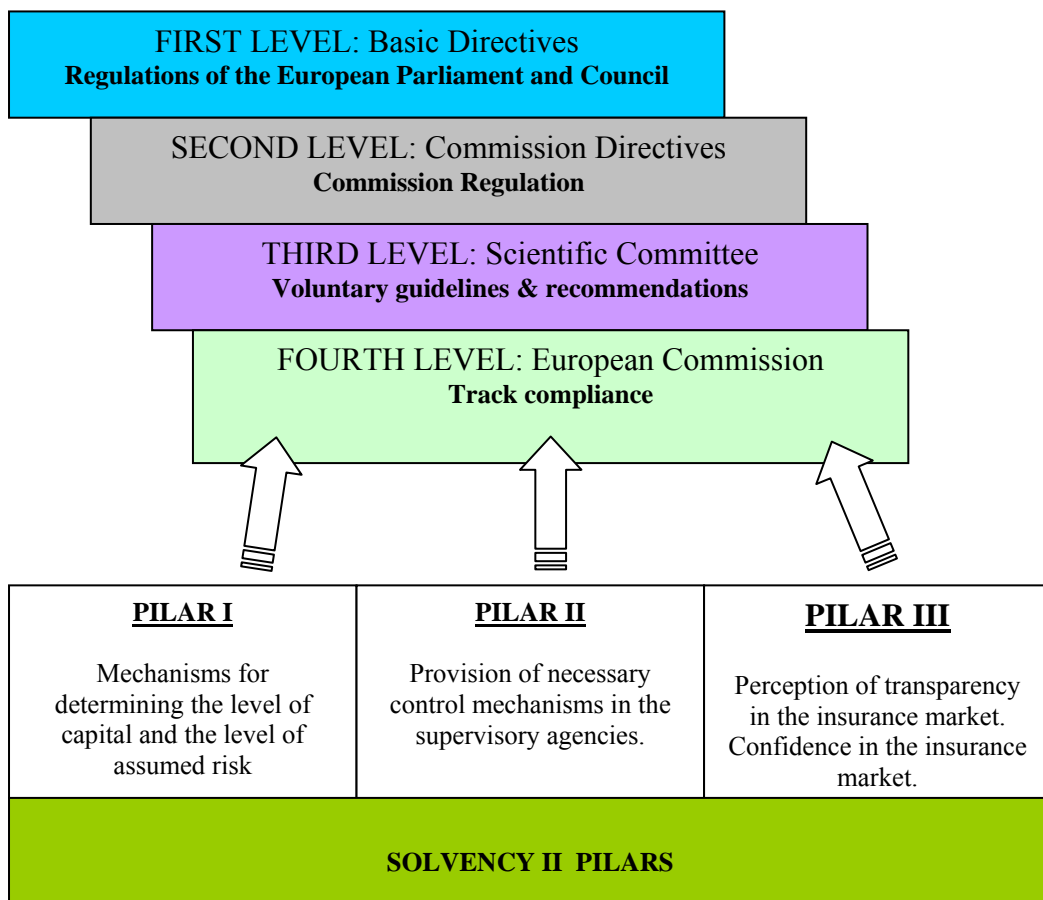 FIRST LEVEL: Basic Directives
Regulations of the European Parliament and Council
SECOND LEVEL: Commission Directives
Commission Regulation
THIRD LEVEL: Scientific Committee
Voluntary guidelines & recommendations
FOURTH LEVEL: European Commission
Track compliance
PILAR I
Mechanisms for
determining the level of
capital and the level of
assumed risk
PILAR II
Provision of necessary
control mechanisms in the
supervisory agencies.
PILAR III
Perception of transparency
in the insurance market.
Confidence in the insurance
market.
SOLVENCY II PILARS